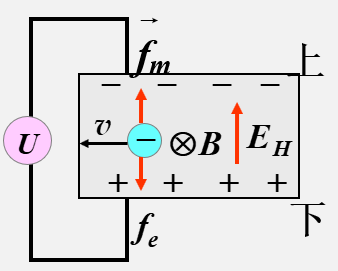 上
→
f_m
− − − −
U
v
−
⊗B
E_H
+ + + +
f_e
下